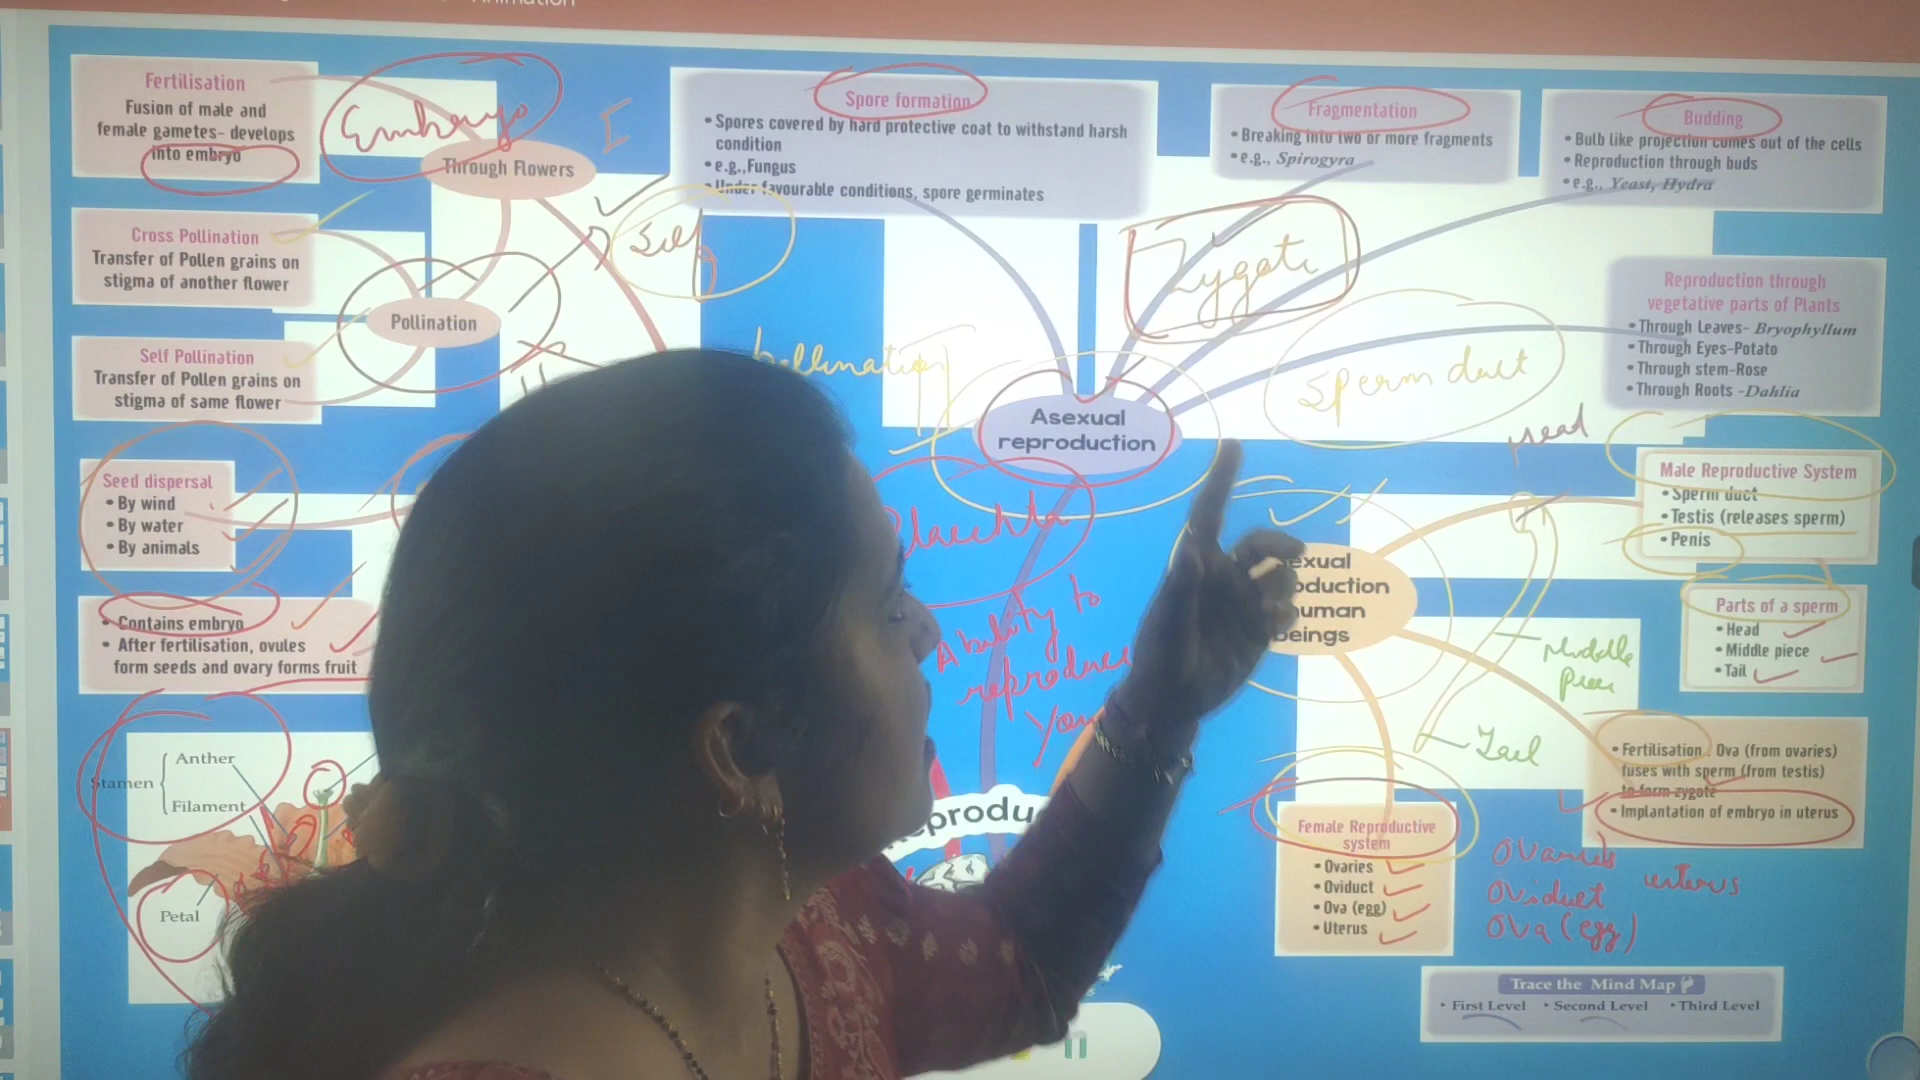 Animation
Fertilisation
Fusion of male and
female gametes- develops
into embryo
Embryo
Through Flowers
Spore formation
• Spores covered by hard protective coat to withstand harsh
condition
• e.g.,Fungus
• Under favourable conditions, spore germinates
Fragmentation
• Breaking into two or more fragments
• e.g., Spirogyra
Budding
• Bulb like projection comes out of the cells
• Reproduction through buds
• e.g., Yeast, Hydra
Cross Pollination
Transfer of Pollen grains on
stigma of another flower
Pollination
Self Pollination
Transfer of Pollen grains on
stigma of same flower
Self
pollination
Zygote
Sperm duct
Reproduction through
vegetative parts of Plants
• Through Leaves- Bryophyllum
• Through Eyes-Potato
• Through stem-Rose
• Through Roots -Dahlia
Asexual
reproduction
Head
Seed dispersal
• By wind
• By water
• By animals
• Contains embryo
• After fertilisation, ovules
form seeds and ovary forms fruit
Ability to
reproduce
Sexual
beings
Male Reproductive System
• Sperm duct
• Testis (releases sperm)
• Penis
Parts of a sperm
• Head
• Middle piece
• Tail
Middle
Tail
• Fertilisation : Ova (from ovaries)
fuses with sperm (from testis)
to form zygote
• Implantation of embryo in uterus
Stamen
Anther
Filament
Petal
Female Reproductive
system
• Ovaries
• Oviduct
• Ova (egg)
• Uterus
Oviduct
Ova (egg)
uterus
Trace the Mind Map
‣ First Level ‣ Second Level ‣ Third Level